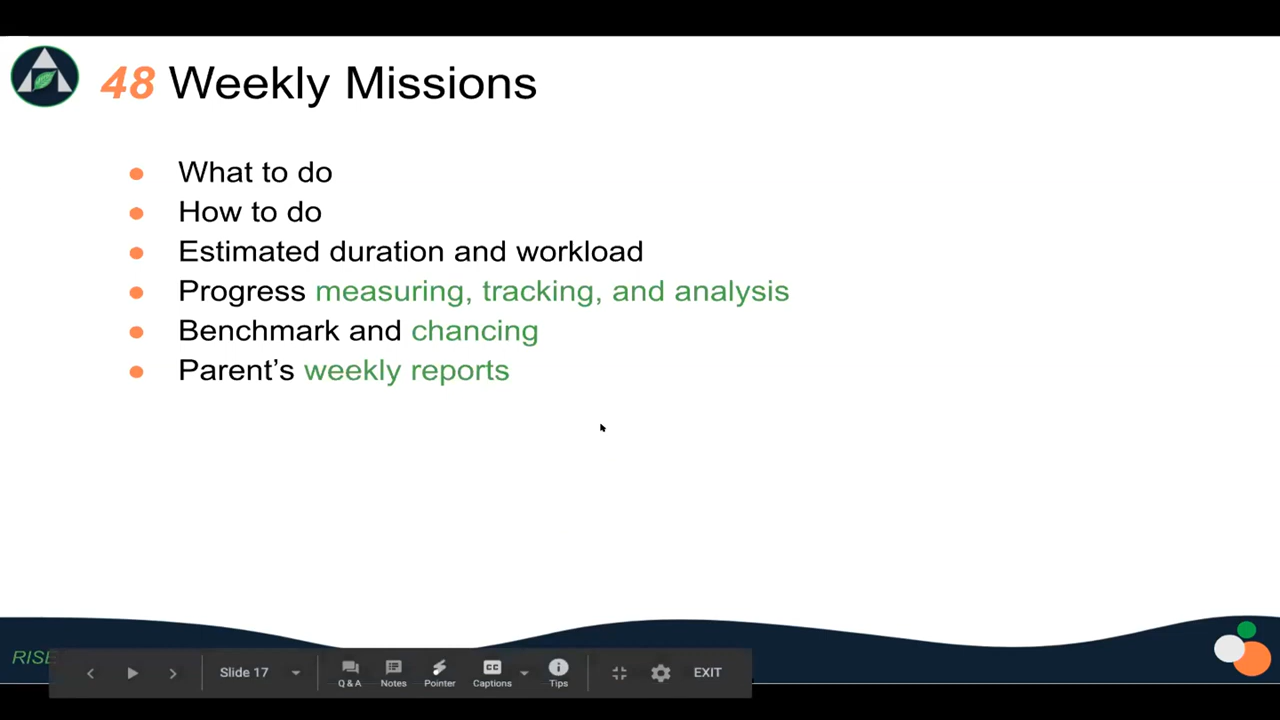 48 Weekly Missions
What to do
How to do
Estimated duration and workload
Progress measuring, tracking, and analysis
Benchmark and chancing
Parent’s weekly reports
RISE
Slide 17
Q & A
Notes
Pointer
CC
Captions
Tips
EXIT